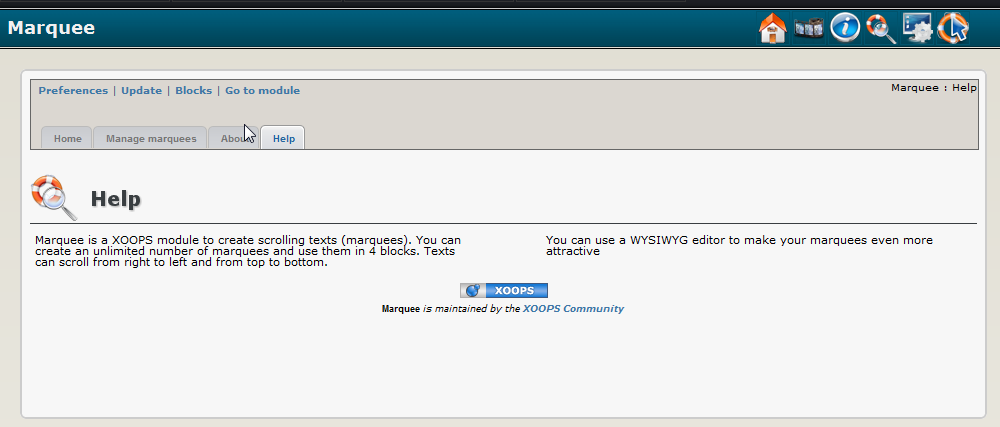 Marquee
Preferences | Update | Blocks | Go to module
Marquee : Help
Home
Manage marquees
Help
Help
Marquee is a XOOPS module to create scrolling texts (marquees). You can
create an unlimited number of marquees and use them in 4 blocks. Texts
can scroll from right to left and from top to bottom.
You can use a WYSIWYG editor to make your marquees even more
attractive
XOOPS
Marquee is maintained by the XOOPS Community